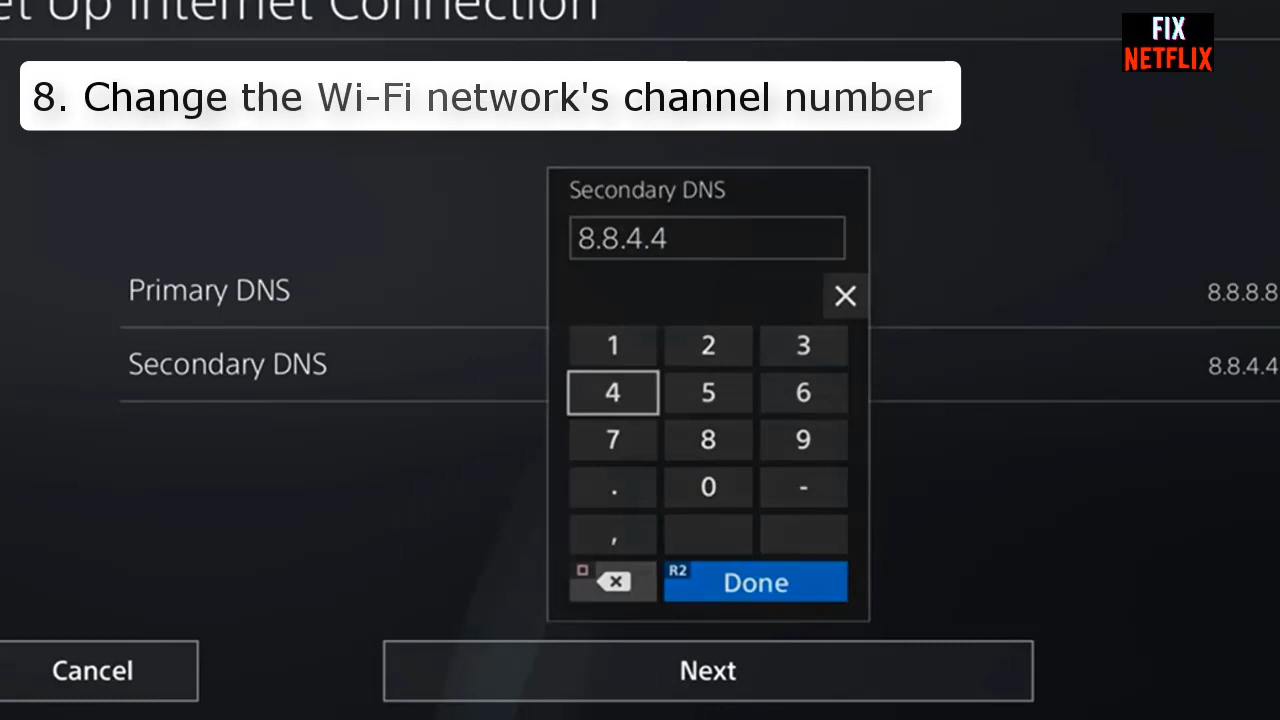 et Up Internet Connection
FIX
NETFLIX
8. Change the Wi-Fi network's channel number
Secondary DNS
8.8.4.4
Primary DNS
8.8.8.8
Secondary DNS
8.8.4.4
1 2 3
4 5 6
7 8 9
. 0 -
,
R2 Done
Cancel
Next